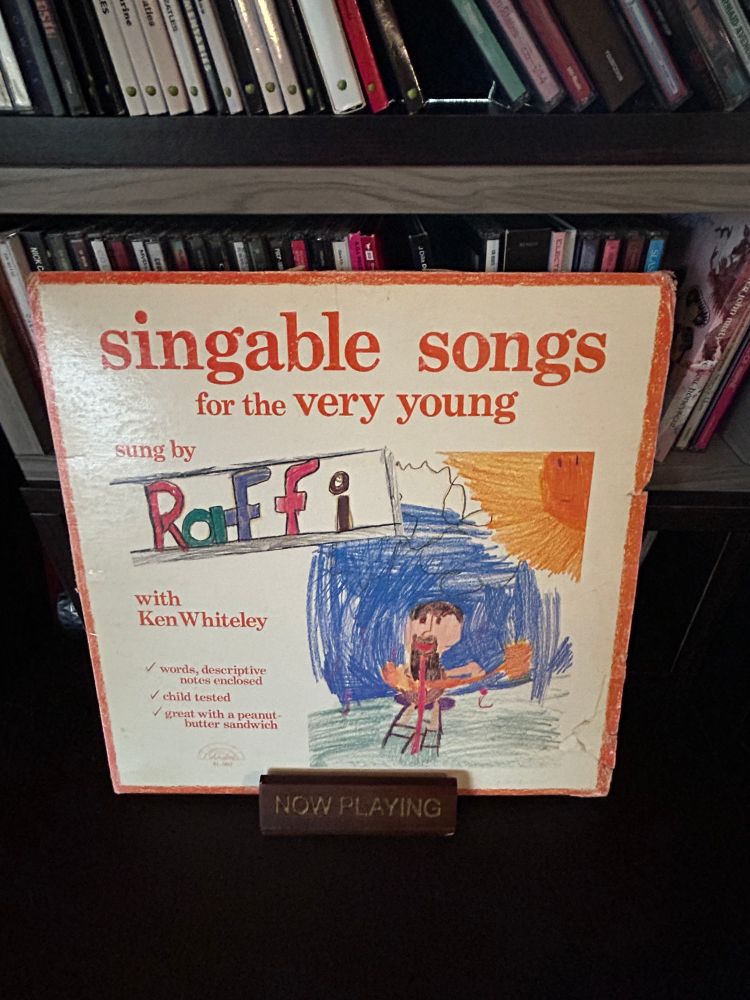 singable songs
for the very young
sung by
Raffi
with
Ken Whiteley
✓ words, descriptive
notes enclosed
✓ child tested
✓ great with a peanut-
butter sandwich
NOW PLAYING